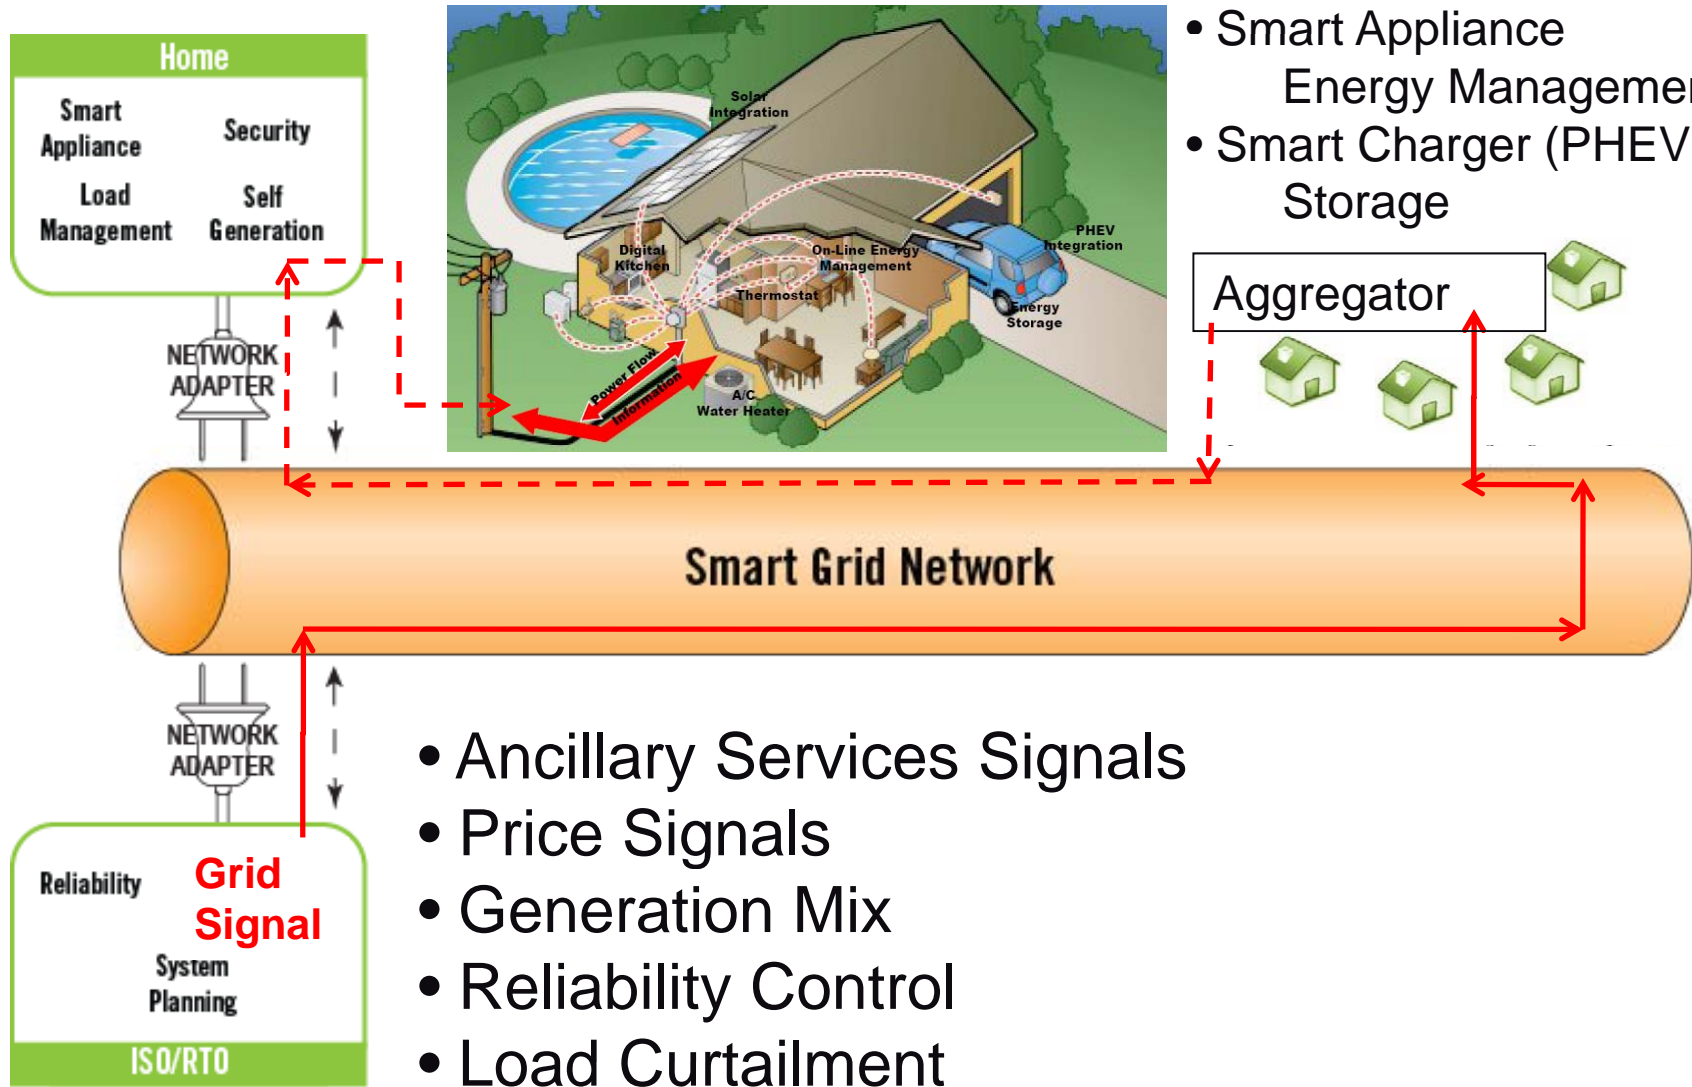 Home
Smart
Appliance
Security
Load
Management
Self
Generation
NETWORK
ADAPTER
Solar
Integration
Digital
Kitchen
On-Line Energy
Management
Thermostat
PHEV
Integration
Energy
Storage
Power Flow
Information
A/C
Water Heater
• Smart Appliance
Energy Managemen
• Smart Charger (PHEV
Storage
Aggregator
Smart Grid Network
NETWORK
ADAPTER
Reliability
Grid
Signal
System
Planning
ISO/RTO
• Ancillary Services Signals
• Price Signals
• Generation Mix
• Reliability Control
• Load Curtailment